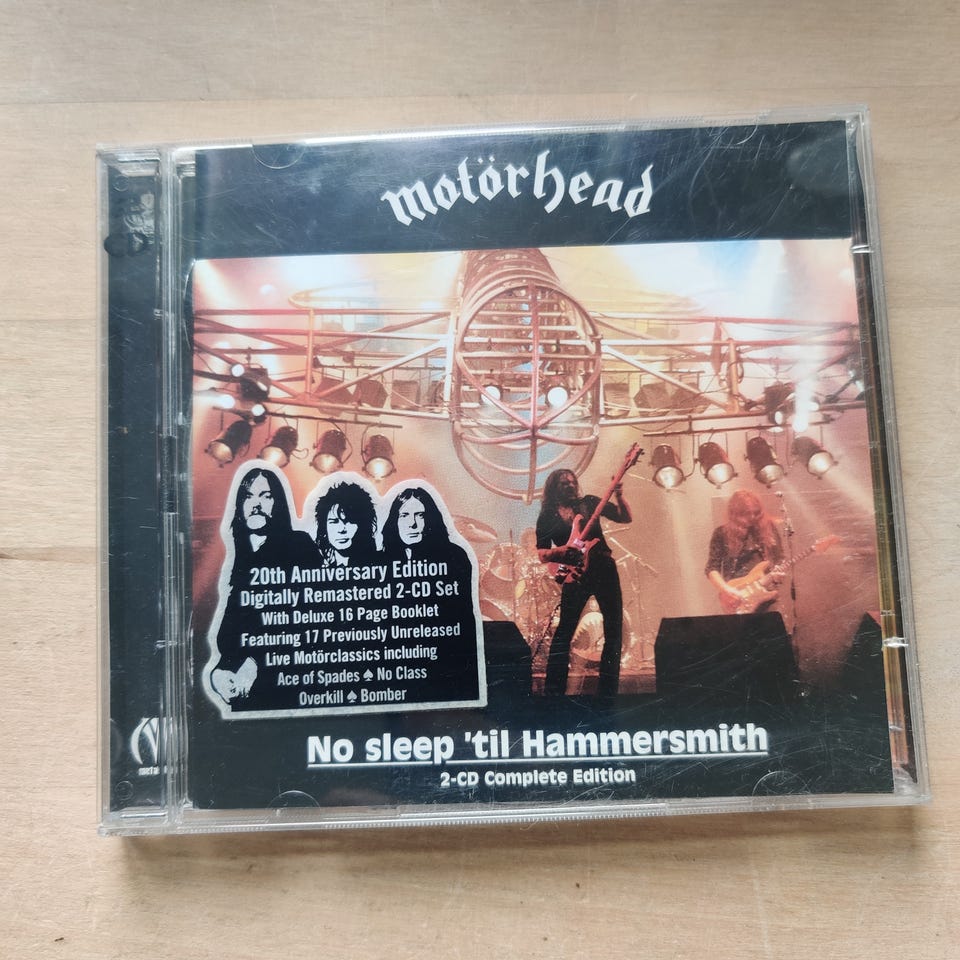 motörhead
20th Anniversary Edition
Digitally Remastered 2-CD Set
With Deluxe 16 Page Booklet
Featuring 17 Previously Unreleased
Live Motörclassics including
Ace of Spades ♠ No Class
Overkill ♠ Bomber
No sleep 'til Hammersmith
2-CD Complete Edition